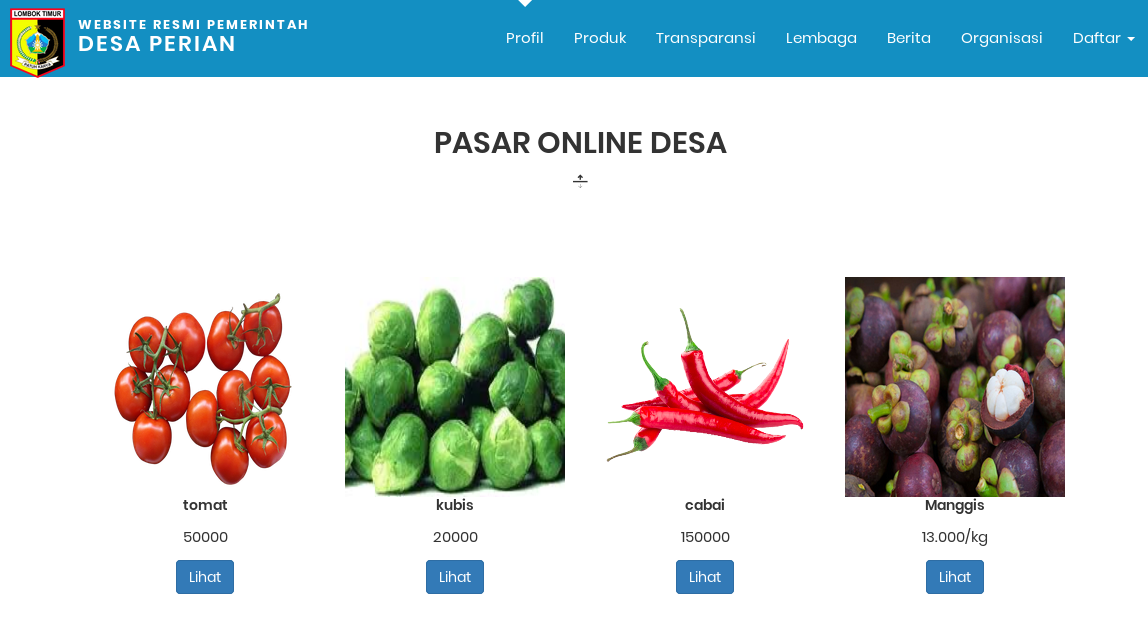 LOMBOK TIMUR
WEBSITE RESMI PEMERINTAH
DESA PERIAN
Profil Produk Transparansi Lembaga Berita Organisasi Daftar
PASAR ONLINE DESA
tomat kubis cabai Manggis
50000 20000 150000 13.000/kg
Lihat Lihat Lihat Lihat